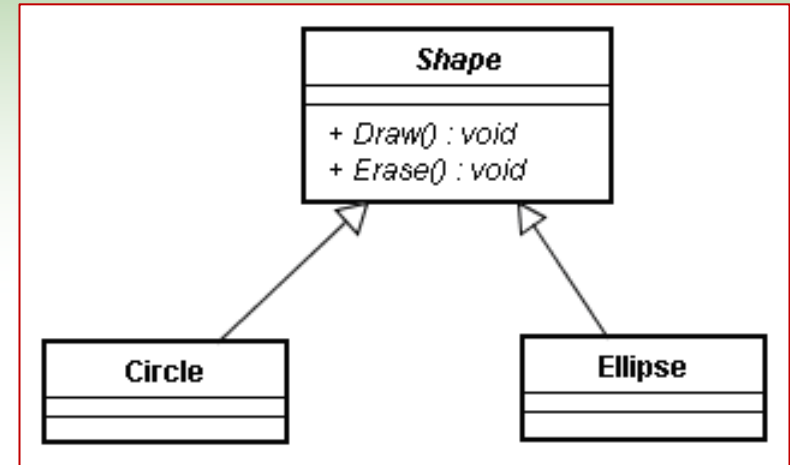 Shape
+ Draw() : void
+ Erase() : void
Circle
Ellipse